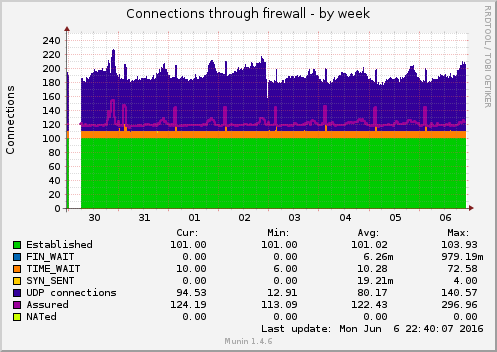 Connections through firewall - by week
RRDTOOL / TOBI OETIKER
Connections
240
220
200
180
160
140
120
100
80
60
40
20
0
30 31 01 02 03 04 05 06
Cur: Min: Avg: Max:
Established 101.00 101.00 101.02 103.93
FIN_WAIT 0.00 0.00 6.26m 979.19m
TIME_WAIT 10.00 6.00 10.28 72.58
SYN_SENT 0.00 0.00 19.21m 4.00
UDP connections 94.53 12.91 80.17 140.57
Assured 124.19 113.09 122.43 296.96
NATed 0.00 0.00 0.00 0.00
Last update: Mon Jun 6 22:40:07 2016
Munin 1.4.6